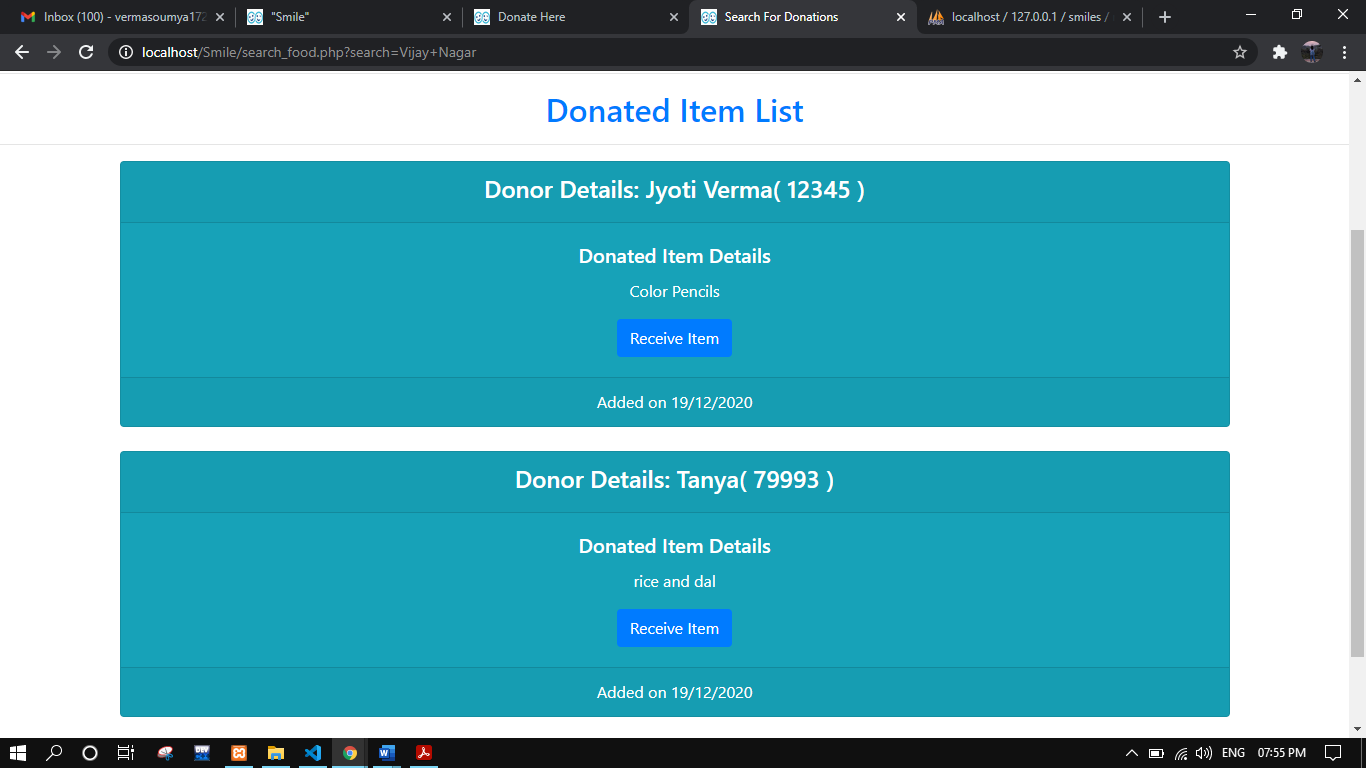 Inbox (100) - vermasoumya172
"Smile"
Donate Here
Search For Donations
localhost / 127.0.0.1 / smiles /
localhost/Smile/search_food.php?search=Vijay+Nagar
Donated Item List
Donor Details: Jyoti Verma( 12345 )
Donated Item Details
Color Pencils
Receive Item
Added on 19/12/2020
Donor Details: Tanya( 79993 )
Donated Item Details
rice and dal
Receive Item
Added on 19/12/2020
ENG 07:55 PM